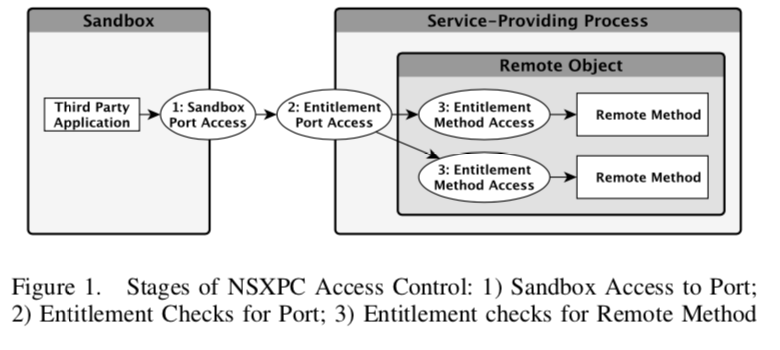 Sandbox
Service-Providing Process
Remote Object
Third Party
Application
1: Sandbox
Port Access
2: Entitlement
Port Access
3: Entitlement
Method Access
Remote Method
3: Entitlement
Method Access
Remote Method
Figure 1. Stages of NSXPC Access Control: 1) Sandbox Access to Port;
2) Entitlement Checks for Port; 3) Entitlement checks for Remote Method